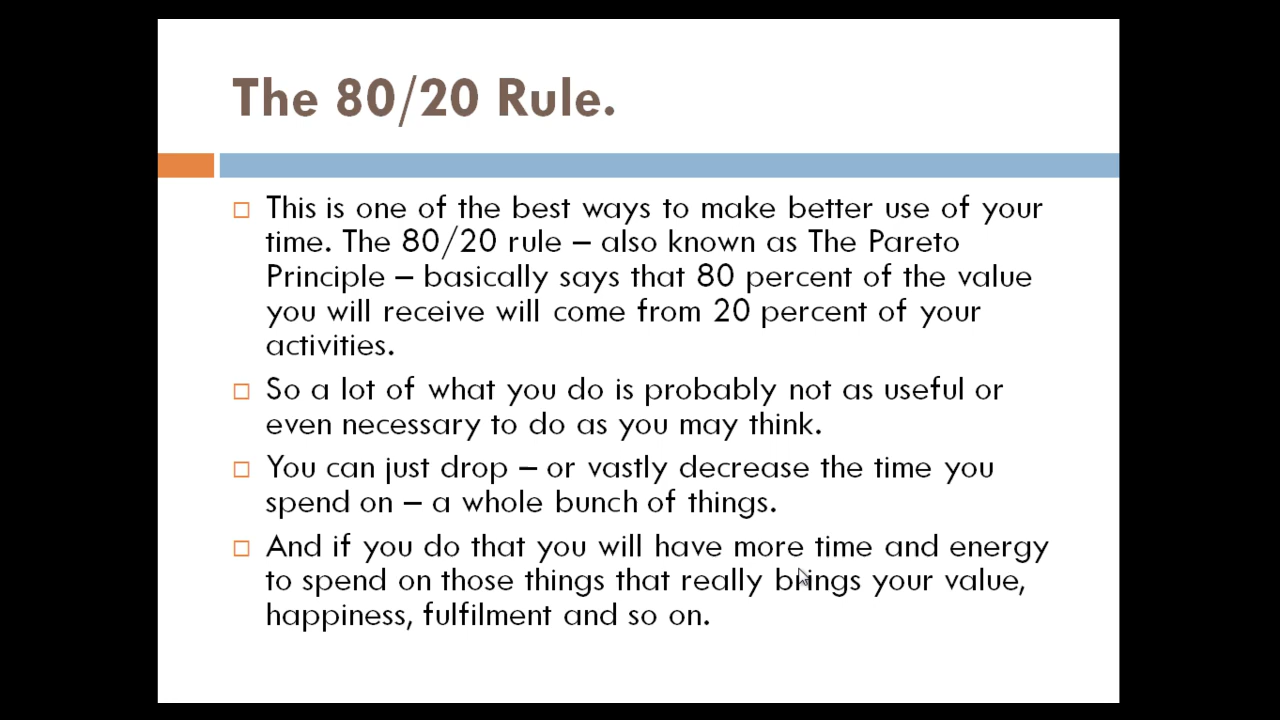 The 80/20 Rule.
This is one of the best ways to make better use of your
time. The 80/20 rule – also known as The Pareto
Principle – basically says that 80 percent of the value
you will receive will come from 20 percent of your
activities.
So a lot of what you do is probably not as useful or
even necessary to do as you may think.
You can just drop – or vastly decrease the time you
spend on – a whole bunch of things.
And if you do that you will have more time and energy
to spend on those things that really brings your value,
happiness, fulfilment and so on.